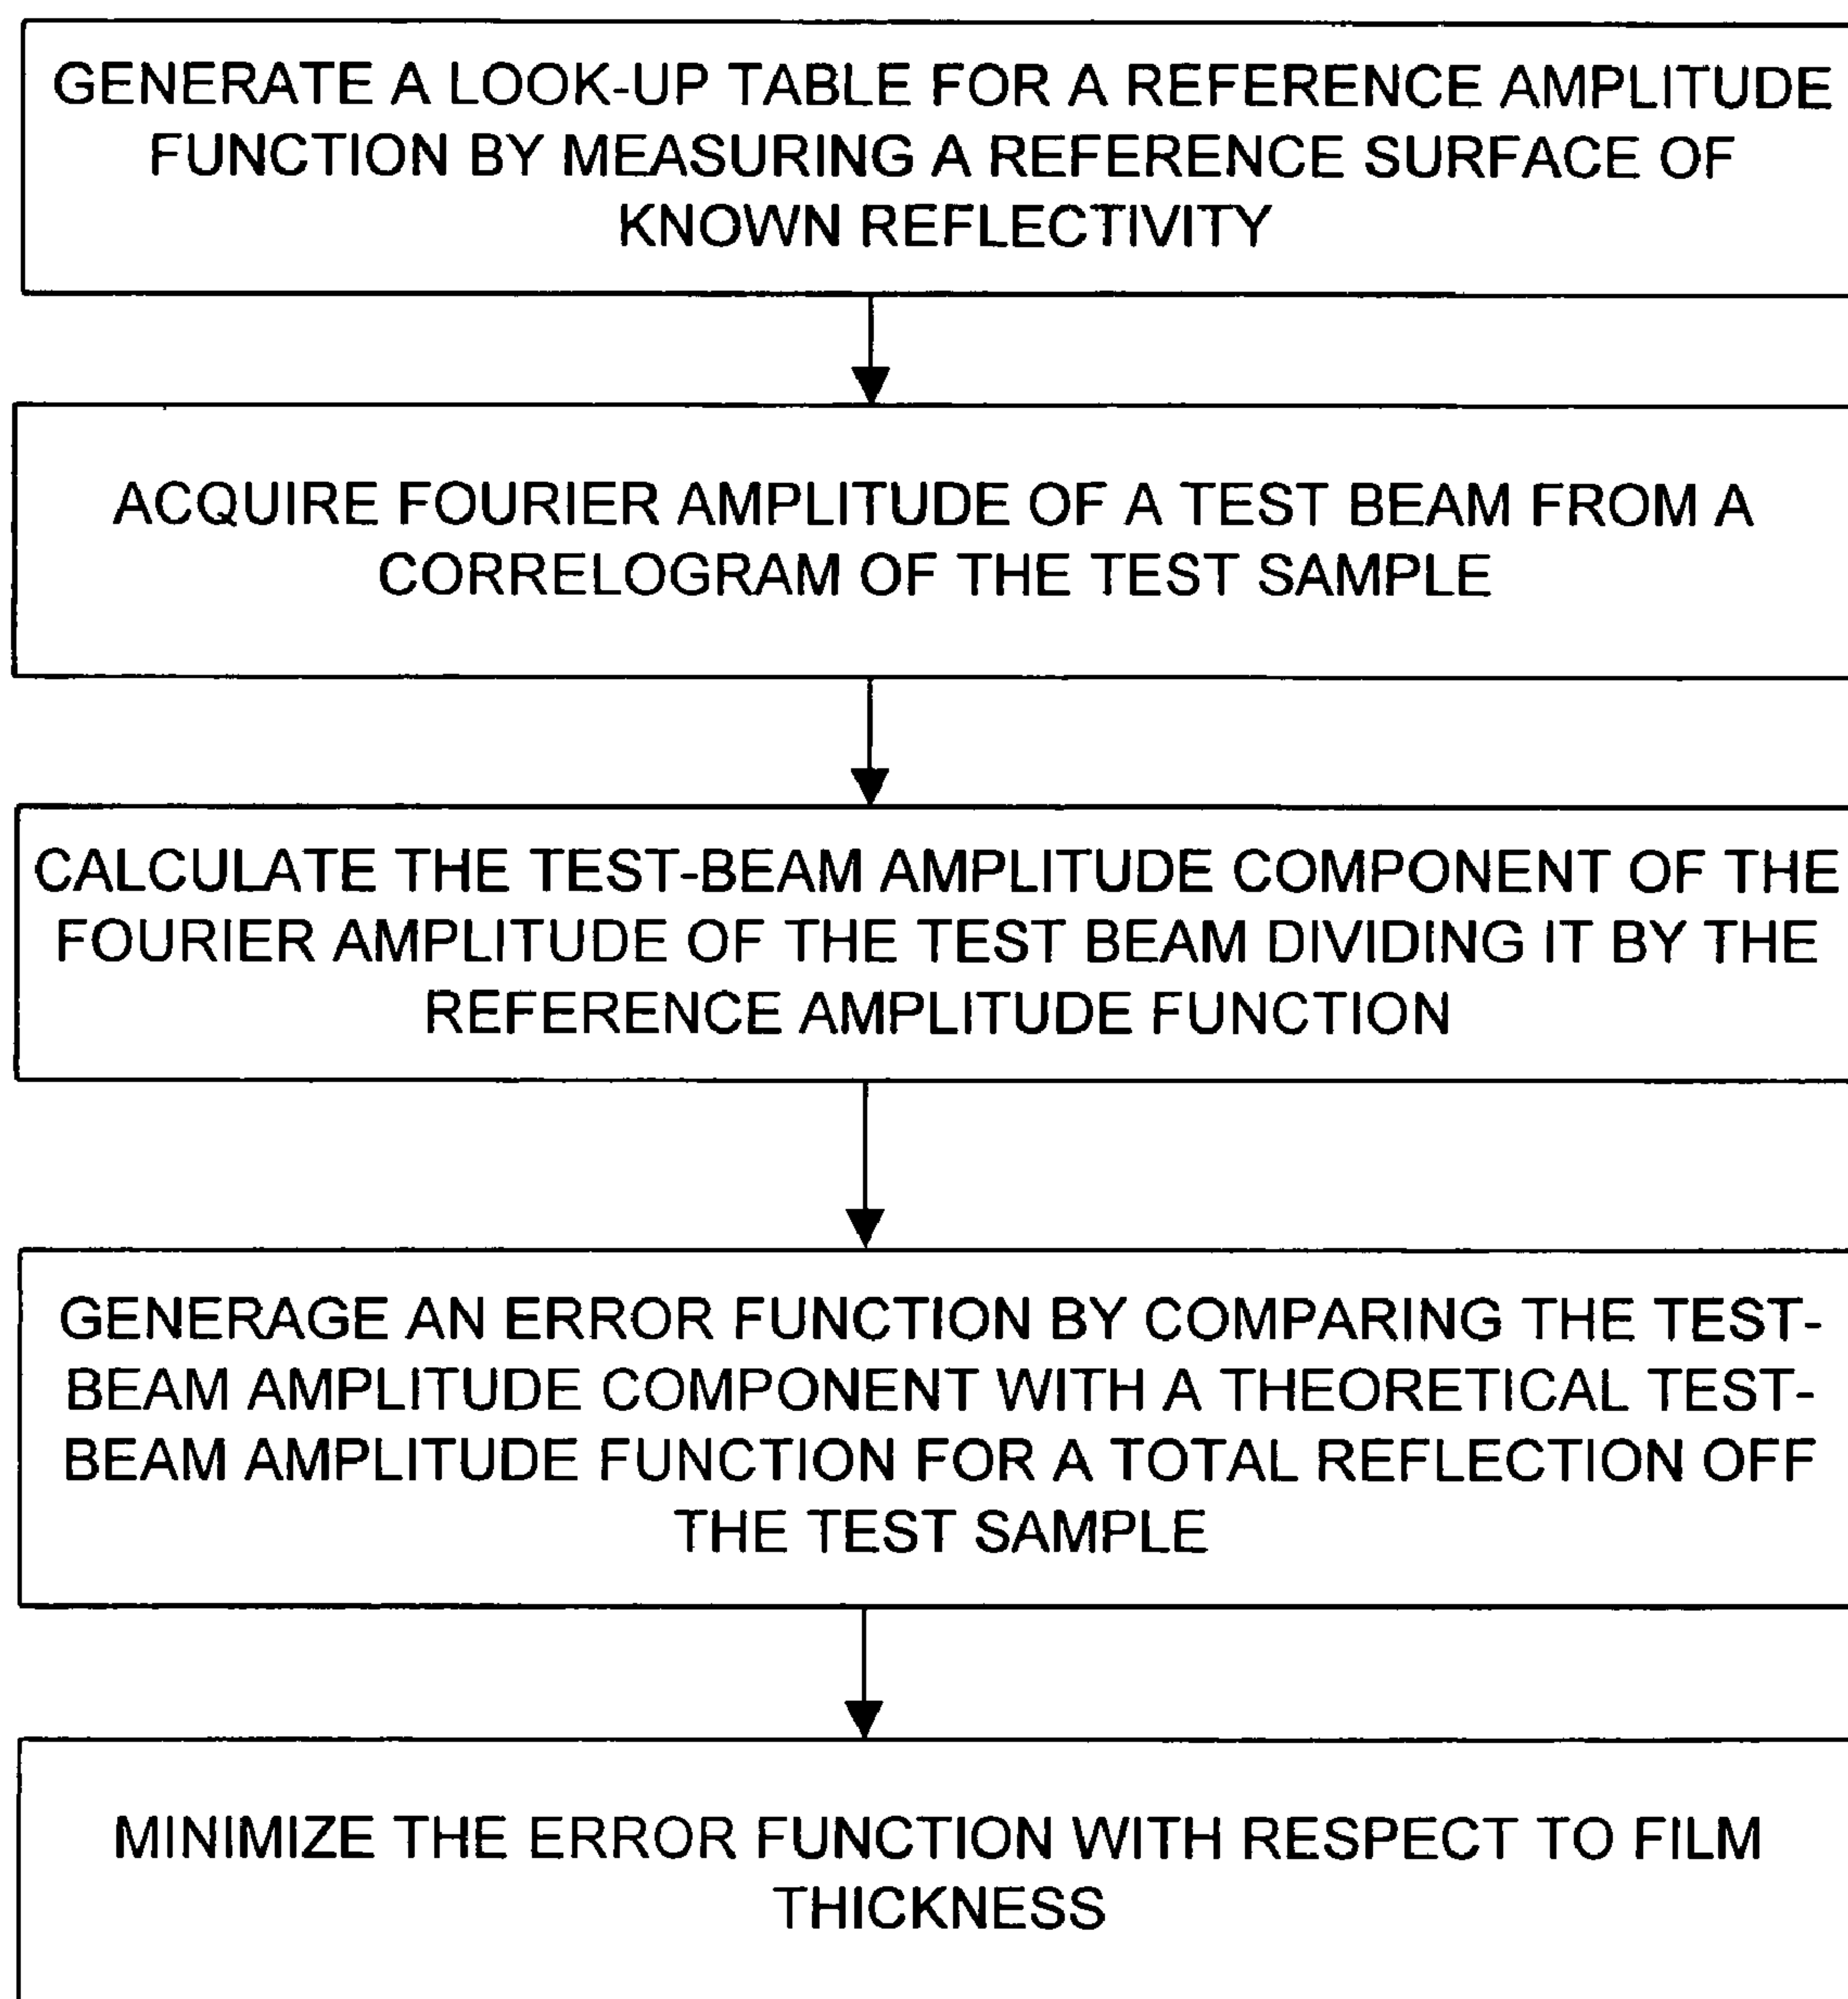 GENERATE A LOOK-UP TABLE FOR A REFERENCE AMPLITUDE
FUNCTION BY MEASURING A REFERENCE SURFACE OF
KNOWN REFLECTIVITY
ACQUIRE FOURIER AMPLITUDE OF A TEST BEAM FROM A
CORRELOGRAM OF THE TEST SAMPLE
CALCULATE THE TEST-BEAM AMPLITUDE COMPONENT OF THE
FOURIER AMPLITUDE OF THE TEST BEAM DIVIDING IT BY THE
REFERENCE AMPLITUDE FUNCTION
GENERAGE AN ERROR FUNCTION BY COMPARING THE TEST-
BEAM AMPLITUDE COMPONENT WITH A THEORETICAL TEST-
BEAM AMPLITUDE FUNCTION FOR A TOTAL REFLECTION OFF
THE TEST SAMPLE
MINIMIZE THE ERROR FUNCTION WITH RESPECT TO FILM
THICKNESS